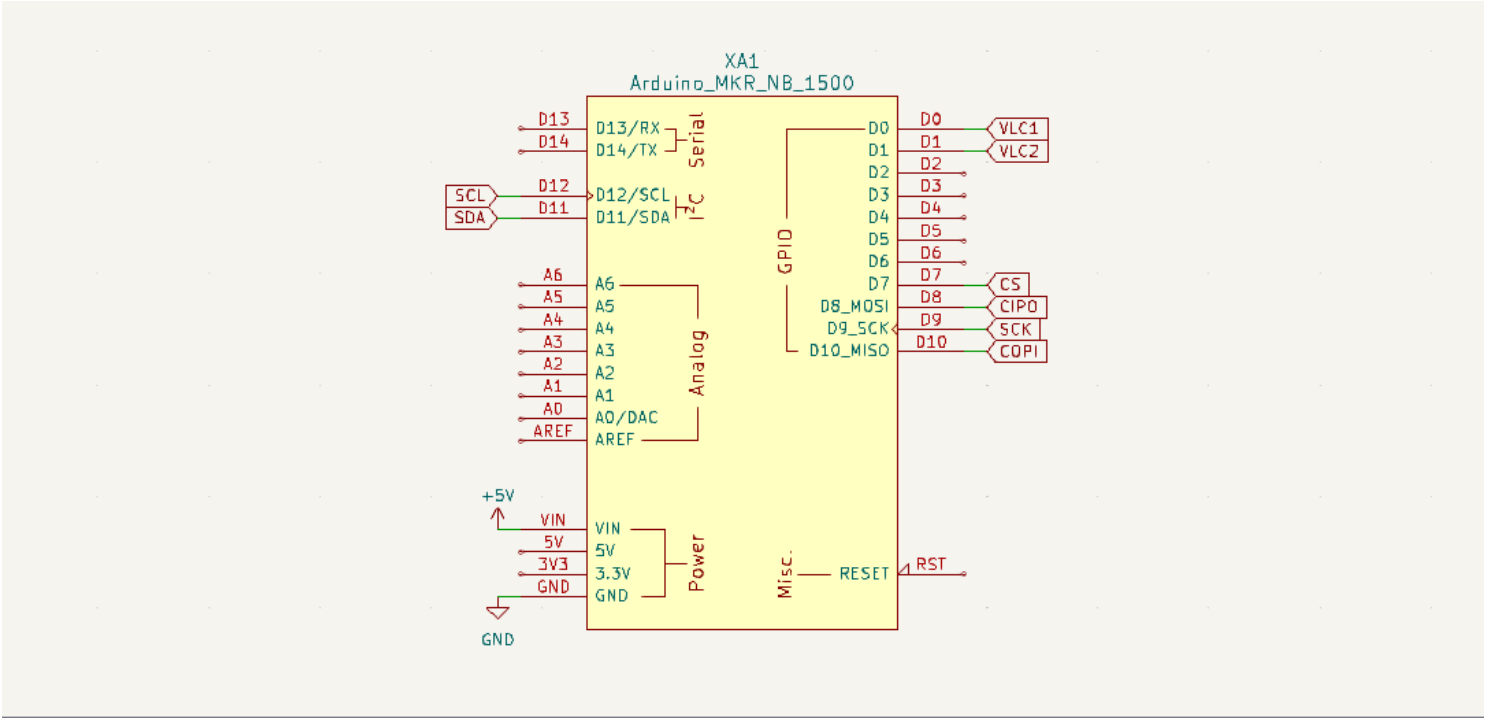 XA1
Arduino_MKR_NB_1500
D13 D13/RX
D14 D14/TX
Serial
SCL D12 D12/SCL
SDA D11 D11/SDA
I²C
A6 A6
A5 A5
A4 A4
A3 A3
A2 A2
A1 A1
A0 A0/DAC
AREF AREF
Analog
+5V
VIN VIN
5V 5V
3V3 3.3V
GND GND
GND
Power
D0 D0 VLC1
D1 D1 VLC2
D2 D2
D3 D3
D4 D4
D5 D5
D6 D6
D7 D7 CS
D8_MOSI D8 CIPO
D9_SCK D9 SCK
D10_MISO D10 COPI
GPIO
Misc.
RESET RST